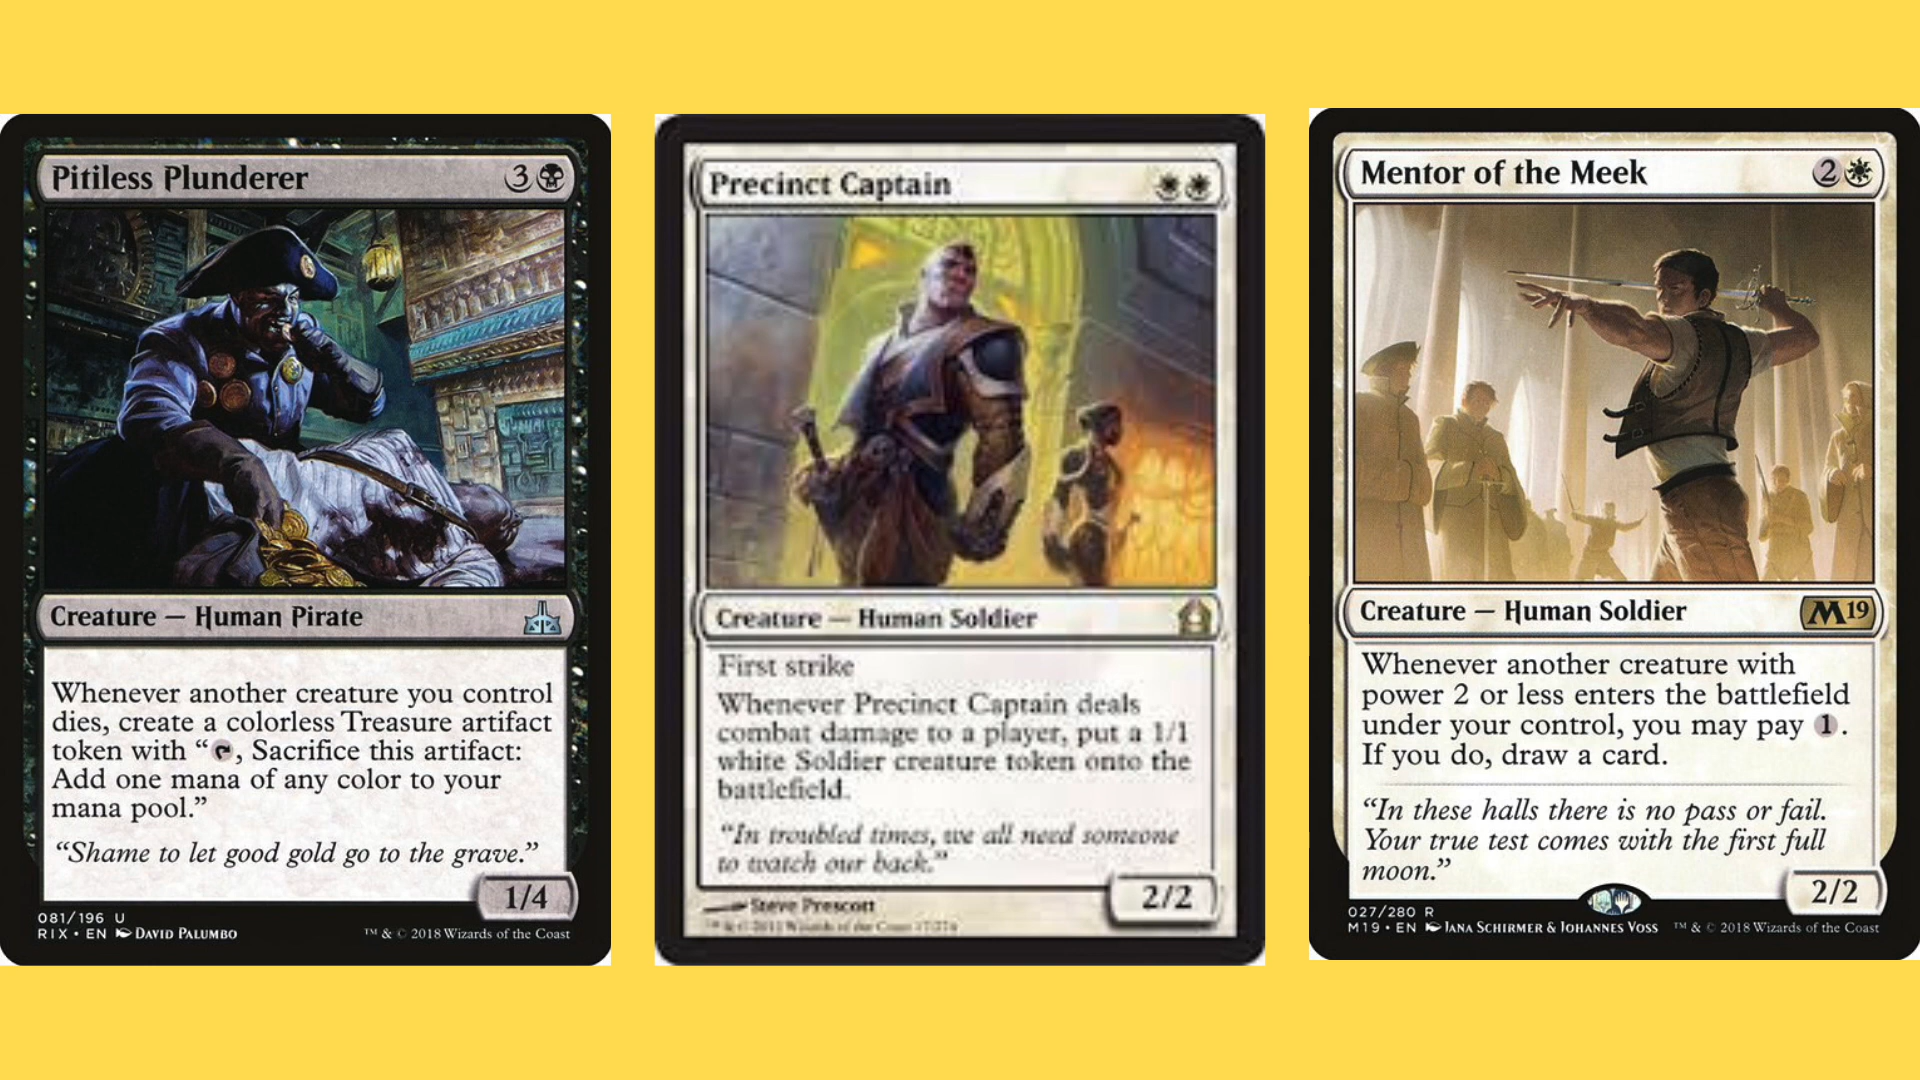 Pitiless Plunderer 3
Creature — Human Pirate
Whenever another creature you control
dies, create a colorless Treasure artifact
token with “ , Sacrifice this artifact:
Add one mana of any color to your
mana pool.”
“Shame to let good gold go to the grave.”
1/4
081/196 U
RIX • EN DAVID PALUMBO
™ & © 2018 Wizards of the Coast
Precinct Captain
Creature — Human Soldier
First strike
Whenever Precinct Captain deals
combat damage to a player, put a 1/1
white Soldier creature token onto the
battlefield.
“In troubled times, we all need someone
to watch our back.”
Steve Prescott
2/2
Mentor of the Meek 2
Creature — Human Soldier
M19
Whenever another creature with
power 2 or less enters the battlefield
under your control, you may pay 1.
If you do, draw a card.
“In these halls there is no pass or fail.
Your true test comes with the first full
moon.”
2/2
027/280 R
M19 • EN JANA SCHIRMER & JOHANNES VOSS
™ & © 2018 Wizards of the Coast